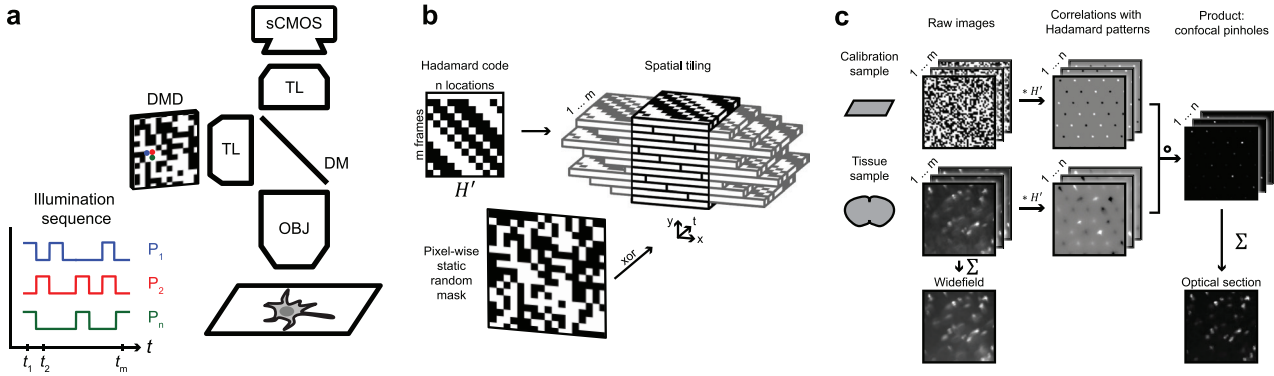 a
sCMOS
TL
DMD
TL
DM
OBJ
Illumination
sequence
P1
P2
Pn
t1 t2 tm t
b
Hadamard code
n locations
m frames
H′
Spatial tiling
1 ... m
Pixel-wise
static
random
mask
xor
y t
x
c
Raw images
Correlations with
Hadamard patterns
Product:
confocal pinholes
Calibration
sample
1 ... m
* H′
1 ... n
∘
1 ... n
Tissue
sample
1 ... m
* H′
1 ... n
Σ
Σ
Widefield
Optical section